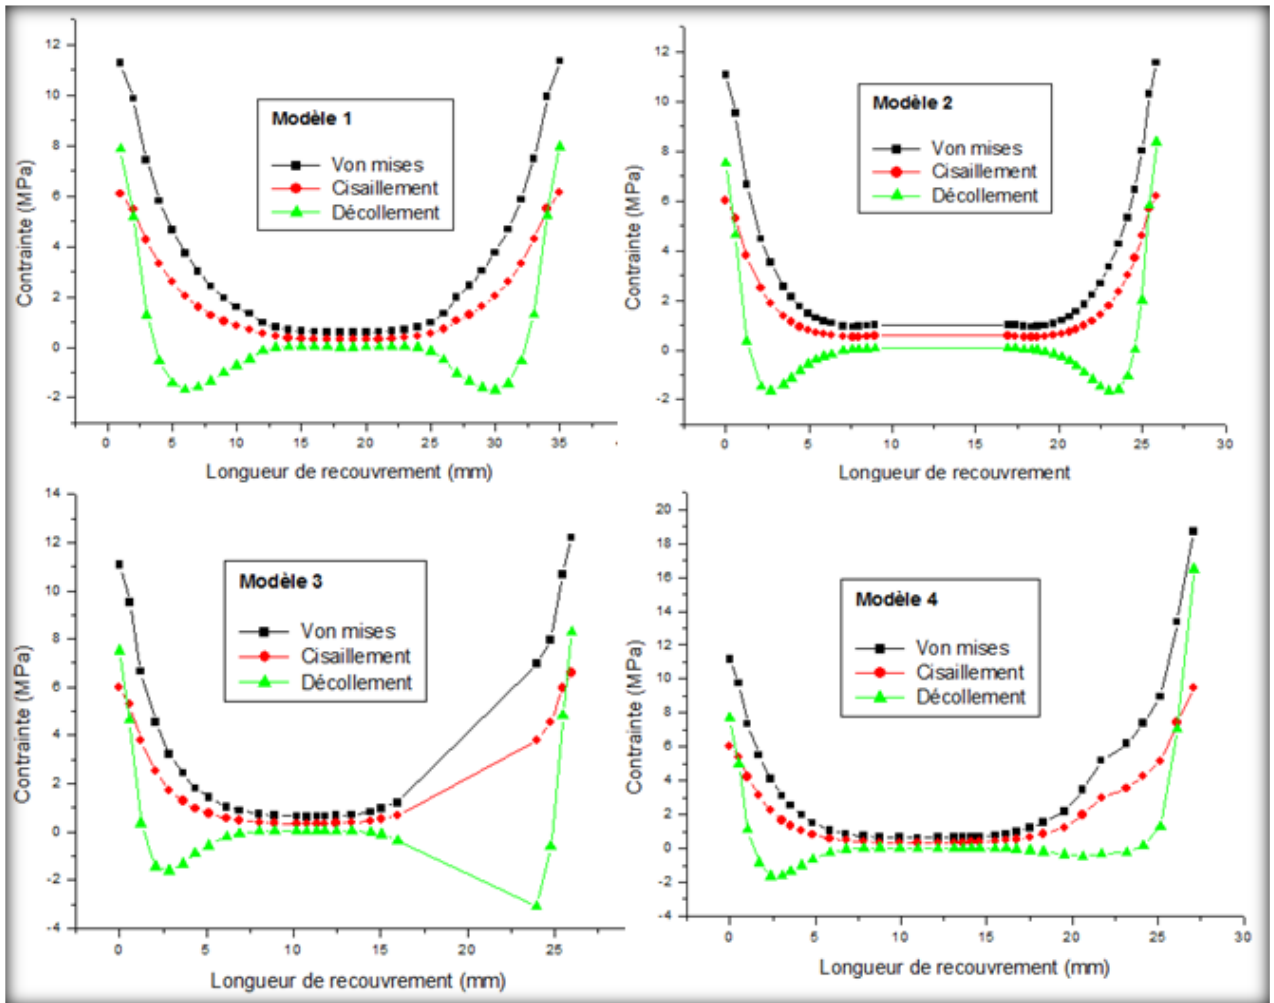 Modèle 1
Von mises
Cisaillement
Décollement
Contrainte (MPa)
12
10
8
6
4
2
0
-2
0 5 10 15 20 25 30 35
Longueur de recouvrement (mm)
Modèle 2
Von mises
Cisaillement
Décollement
Contrainte (MPa)
12
10
8
6
4
2
0
-2
0 5 10 15 20 25 30
Longueur de recouvrement
Modèle 3
Von mises
Cisaillement
Décollement
Contrainte (MPa)
14
12
10
8
6
4
2
0
-2
-4
0 5 10 15 20 25
Longueur de recouvrement (mm)
Modèle 4
Von mises
Cisaillement
Décollement
Contrainte (MPa)
20
18
16
14
12
10
8
6
4
2
0
-2
-4
0 5 10 15 20 25 30
Longueur de recouvrement (mm)